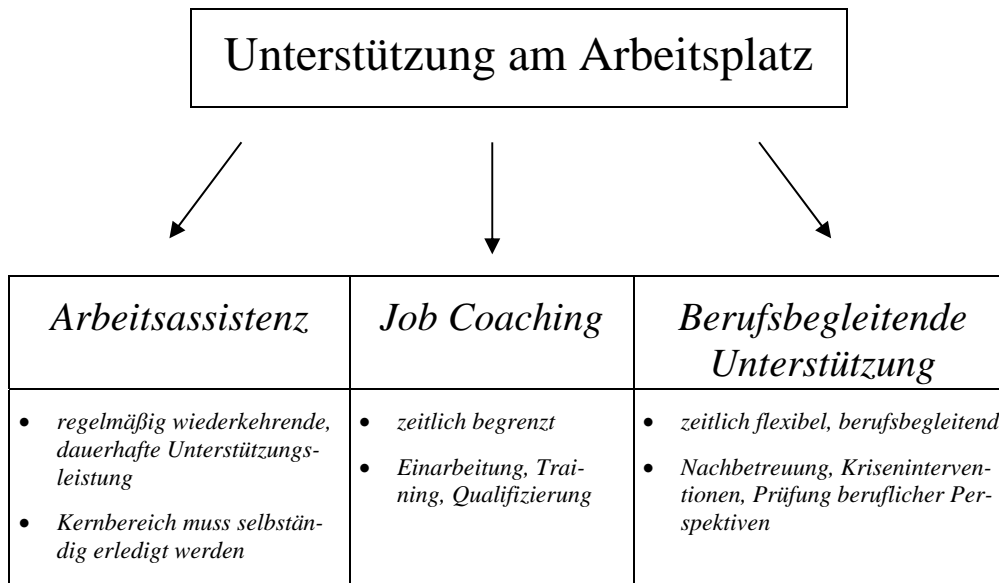 Unterstützung am Arbeitsplatz
Arbeitsassistenz
Job Coaching
Berufsbegleitende
Unterstützung
• regelmäßig wiederkehrende,
dauerhafte Unterstützungs-
leistung
• Kernbereich muss selbstän-
dig erledigt werden
• zeitlich begrenzt
• Einarbeitung, Trai-
ning, Qualifizierung
• zeitlich flexibel, berufsbegleitend
• Nachbetreuung, Kriseninterven-
tionen, Prüfung beruflicher Per-
spektiven